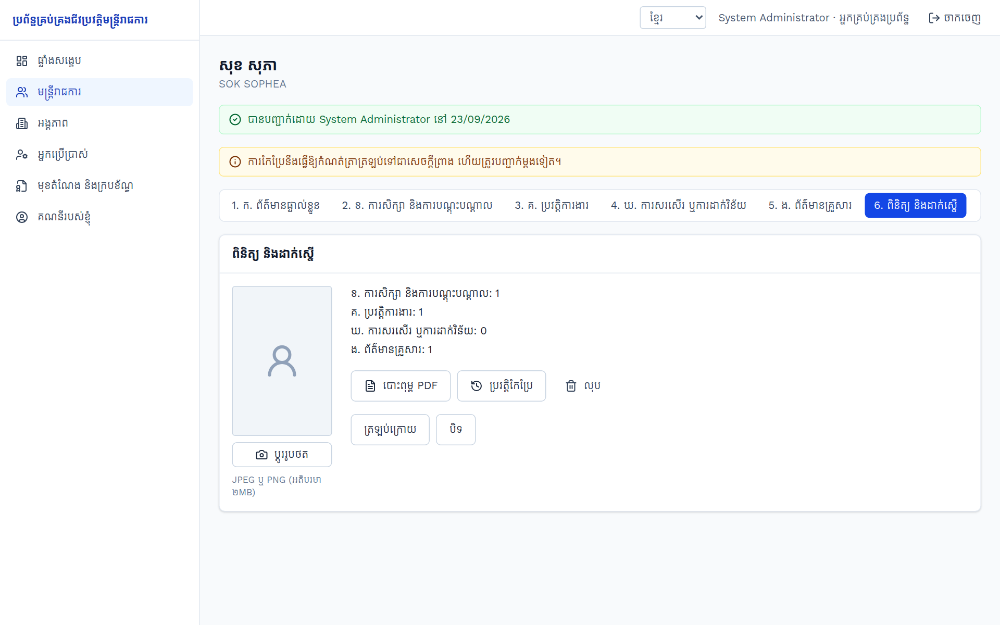 ប្រព័ន្ធគ្រប់គ្រងជីវប្រវត្តិមន្ត្រីរាជការ
ខ្មែរ
System Administrator · អ្នកគ្រប់គ្រងប្រព័ន្ធ
ចាកចេញ
ផ្ទាំងសង្ខេប
មន្ត្រីរាជការ
អង្គភាព
អ្នកប្រើប្រាស់
មុខតំណែង និងក្របខ័ណ្ឌ
គណនីរបស់ខ្ញុំ
សុខ សុភា
SOK SOPHEA
បានបញ្ជាក់ដោយ System Administrator នៅ 23/09/2026
ការកែប្រែនឹងធ្វើឱ្យកំណត់ត្រាត្រឡប់ទៅជាសេចក្តីព្រាង ហើយត្រូវបញ្ជាក់ម្តងទៀត។
1. ក. ព័ត៌មានផ្ទាល់ខ្លួន
2. ខ. ការសិក្សា និងការបណ្តុះបណ្តាល
3. គ. ប្រវត្តិការងារ
4. ឃ. ការសរសើរ ឬការដាក់វិន័យ
5. ង. ព័ត៌មានគ្រួសារ
6. ពិនិត្យ និងដាក់ស្នើ
ពិនិត្យ និងដាក់ស្នើ
ខ. ការសិក្សា និងការបណ្តុះបណ្តាល: 1
គ. ប្រវត្តិការងារ: 1
ឃ. ការសរសើរ ឬការដាក់វិន័យ: 0
ង. ព័ត៌មានគ្រួសារ: 1
បោះពុម្ព PDF
ប្រវត្តិកែប្រែ
លុប
ត្រឡប់ក្រោយ
បិទ
ប្តូររូបថត
JPEG ឬ PNG (អតិបរមា
២MB)